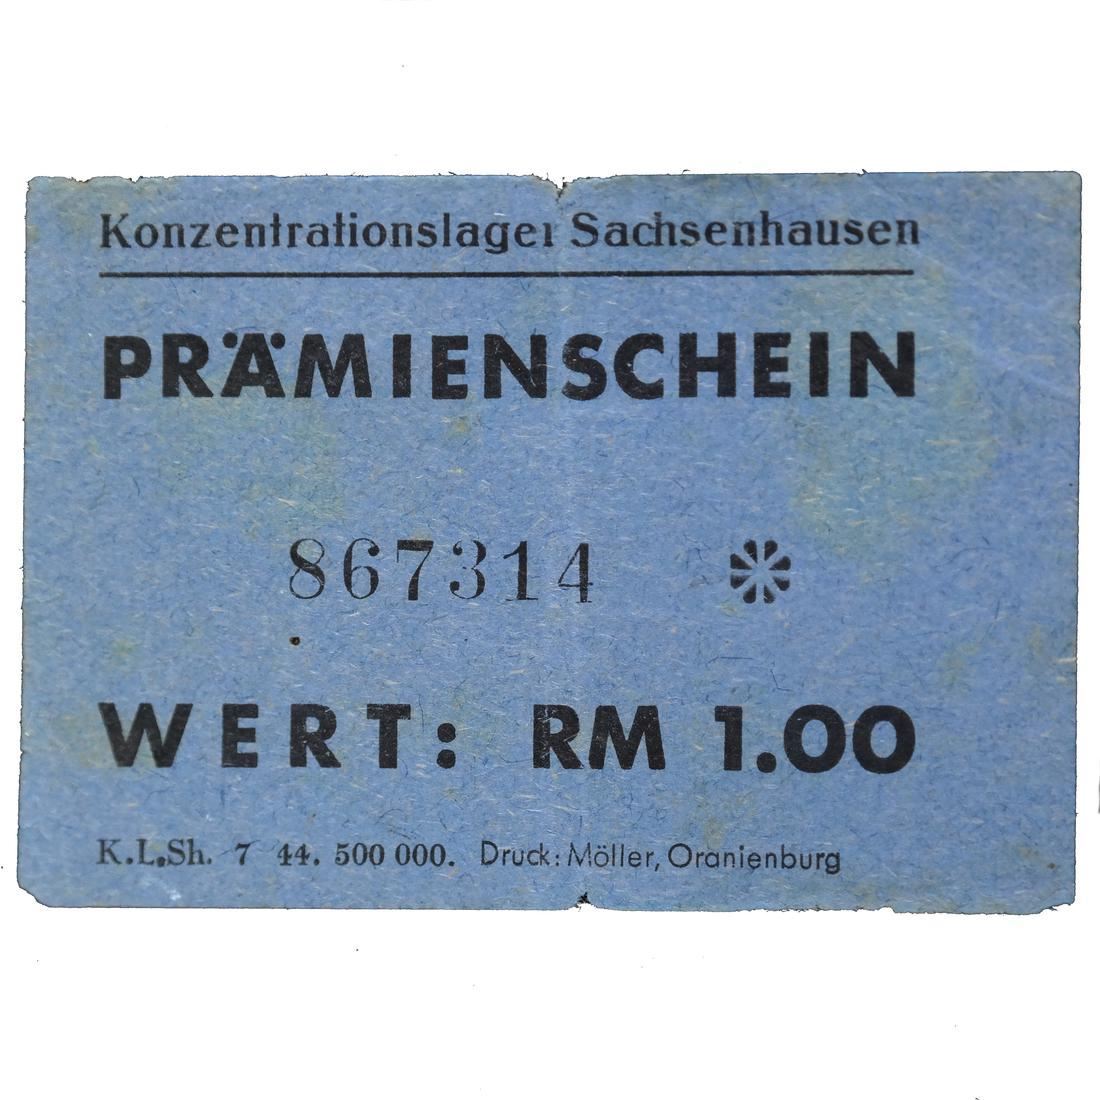 Konzentrationslager Sachsenhausen
PRÄMIENSCHEIN
867314
WERT: RM 1.00
K.L.Sh. 7 44. 500 000. Druck: Möller, Oranienburg